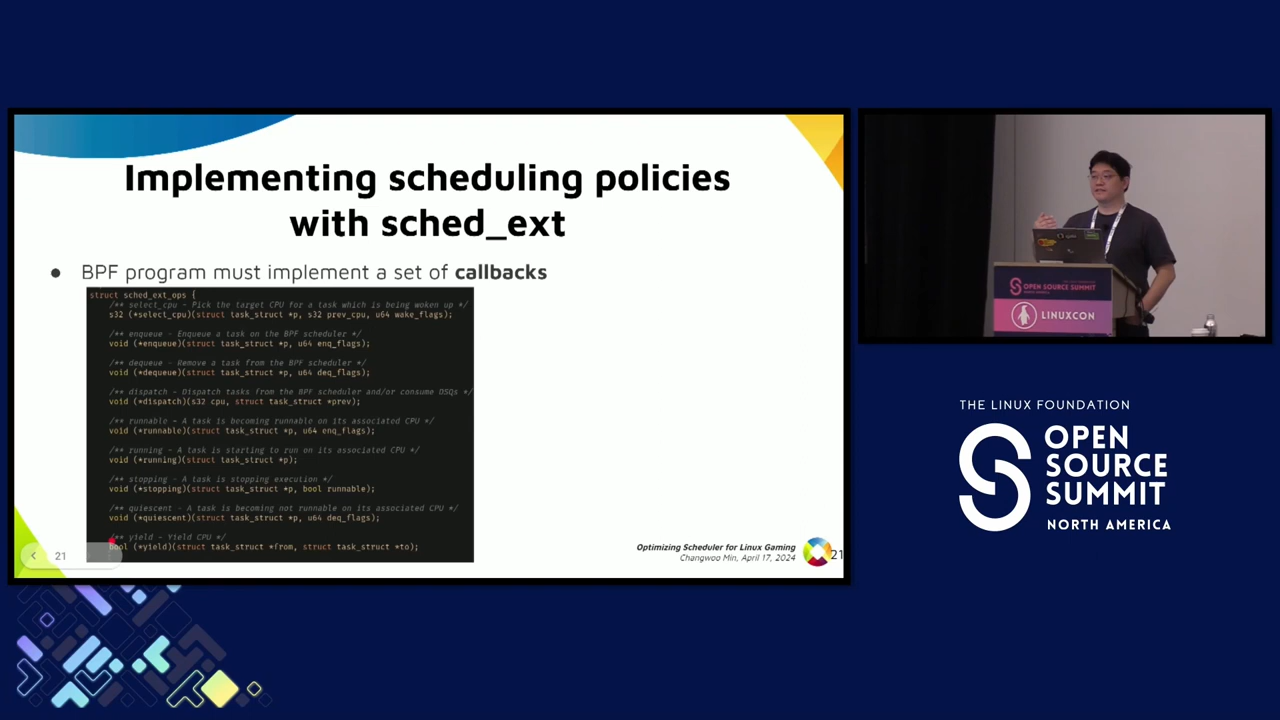 Implementing scheduling policies
with sched_ext
● BPF program must implement a set of callbacks
struct sched_ext_ops {
/** select_cpu - Pick the target CPU for a task which is being woken up */
s32 (*select_cpu)(struct task_struct *p, s32 prev_cpu, u64 wake_flags);
/** enqueue - Enqueue a task on the BPF scheduler */
void (*enqueue)(struct task_struct *p, u64 enq_flags);
/** dequeue - Remove a task from the BPF scheduler */
void (*dequeue)(struct task_struct *p, u64 deq_flags);
/** dispatch - Dispatch tasks from the BPF scheduler and/or consume DSQs */
void (*dispatch)(s32 cpu, struct task_struct *prev);
/** runnable - A task is becoming runnable on its associated CPU */
void (*runnable)(struct task_struct *p, u64 enq_flags);
/** running - A task is starting to run on its associated CPU */
void (*running)(struct task_struct *p);
/** stopping - A task is stopping execution */
void (*stopping)(struct task_struct *p, bool runnable);
/** quiescent - A task is becoming not runnable on its associated CPU */
void (*quiescent)(struct task_struct *p, u64 deq_flags);
/** yield - Yield CPU */
bool (*yield)(struct task_struct *from, struct task_struct *to);
21
Optimizing Scheduler for Linux Gaming
Changwoo Min, April 17, 2024
21
OPEN SOURCE SUMMIT
LINUXCON
THE LINUX FOUNDATION
OPEN
SOURCE
SUMMIT
NORTH AMERICA